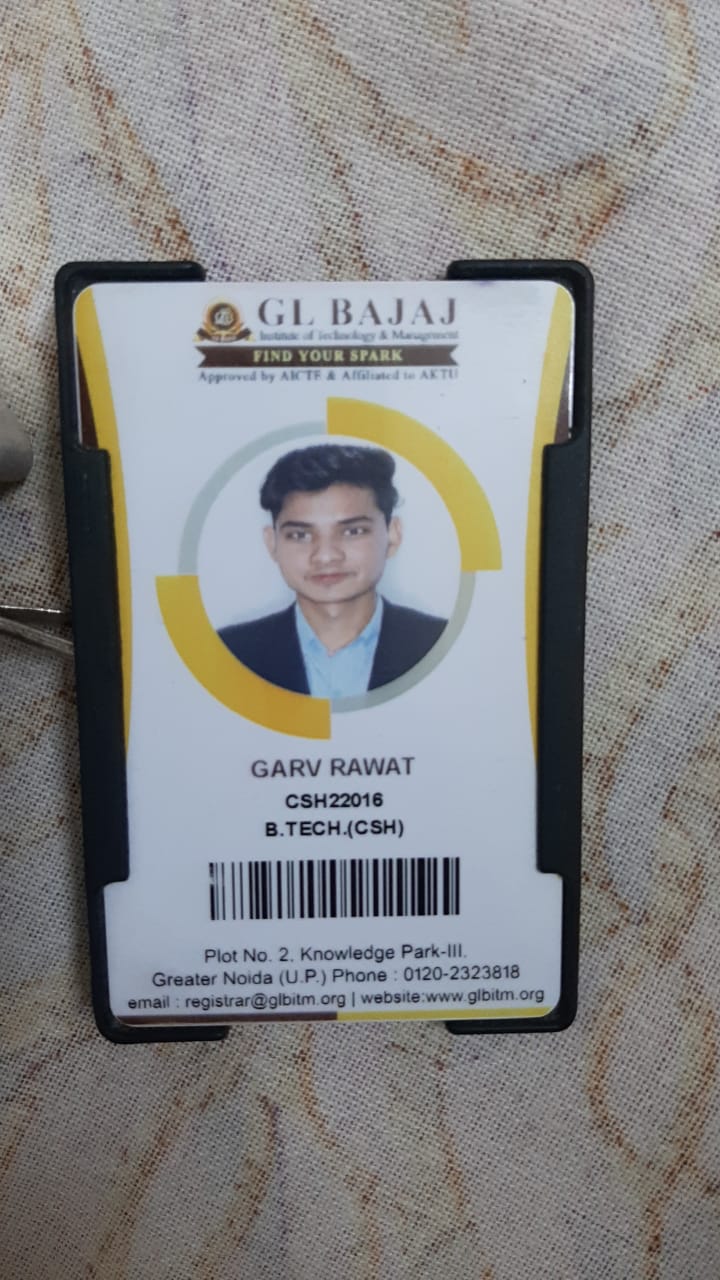 GL BAJAJ
Institute of Technology & Management
FIND YOUR SPARK
Approved by AICTE & Affiliated to AKTU
GARV RAWAT
CSH22016
B.TECH.(CSH)
Plot No. 2, Knowledge Park-III,
Greater Noida (U.P.) Phone : 0120-2323818
email : registrar@glbitm.org | website:www.glbitm.org